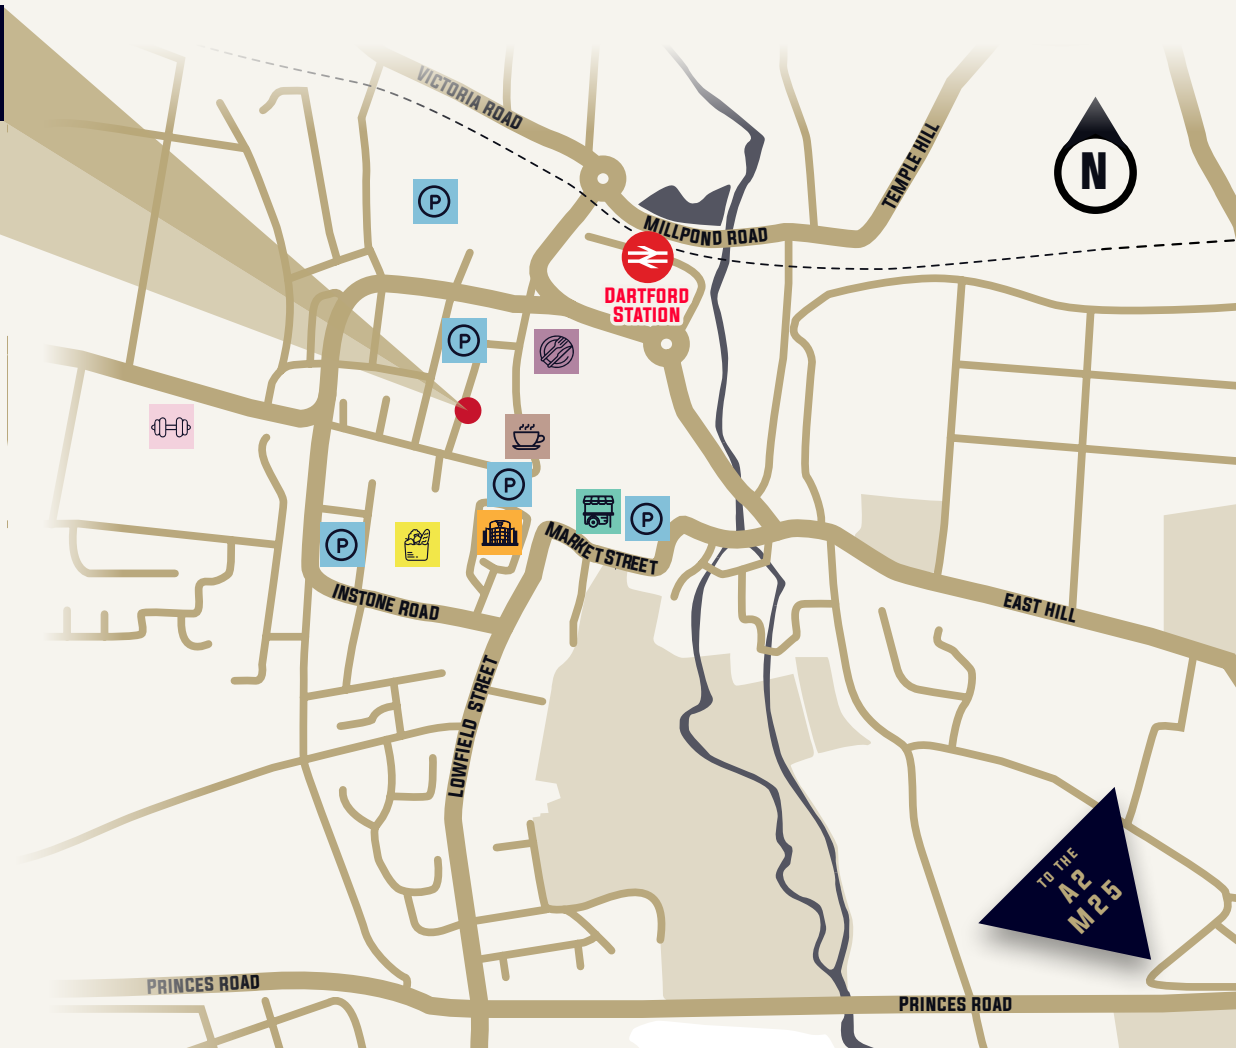 VICTORIA ROAD
P
TEMPLE HILL
N
MILLPOND ROAD
DARTFORD
STATION
P
P
P
P
MARKET STREET
INSTONE ROAD
EAST HILL
LOWFIELD STREET
TO THE
A2
M25
PRINCES ROAD
PRINCES ROAD